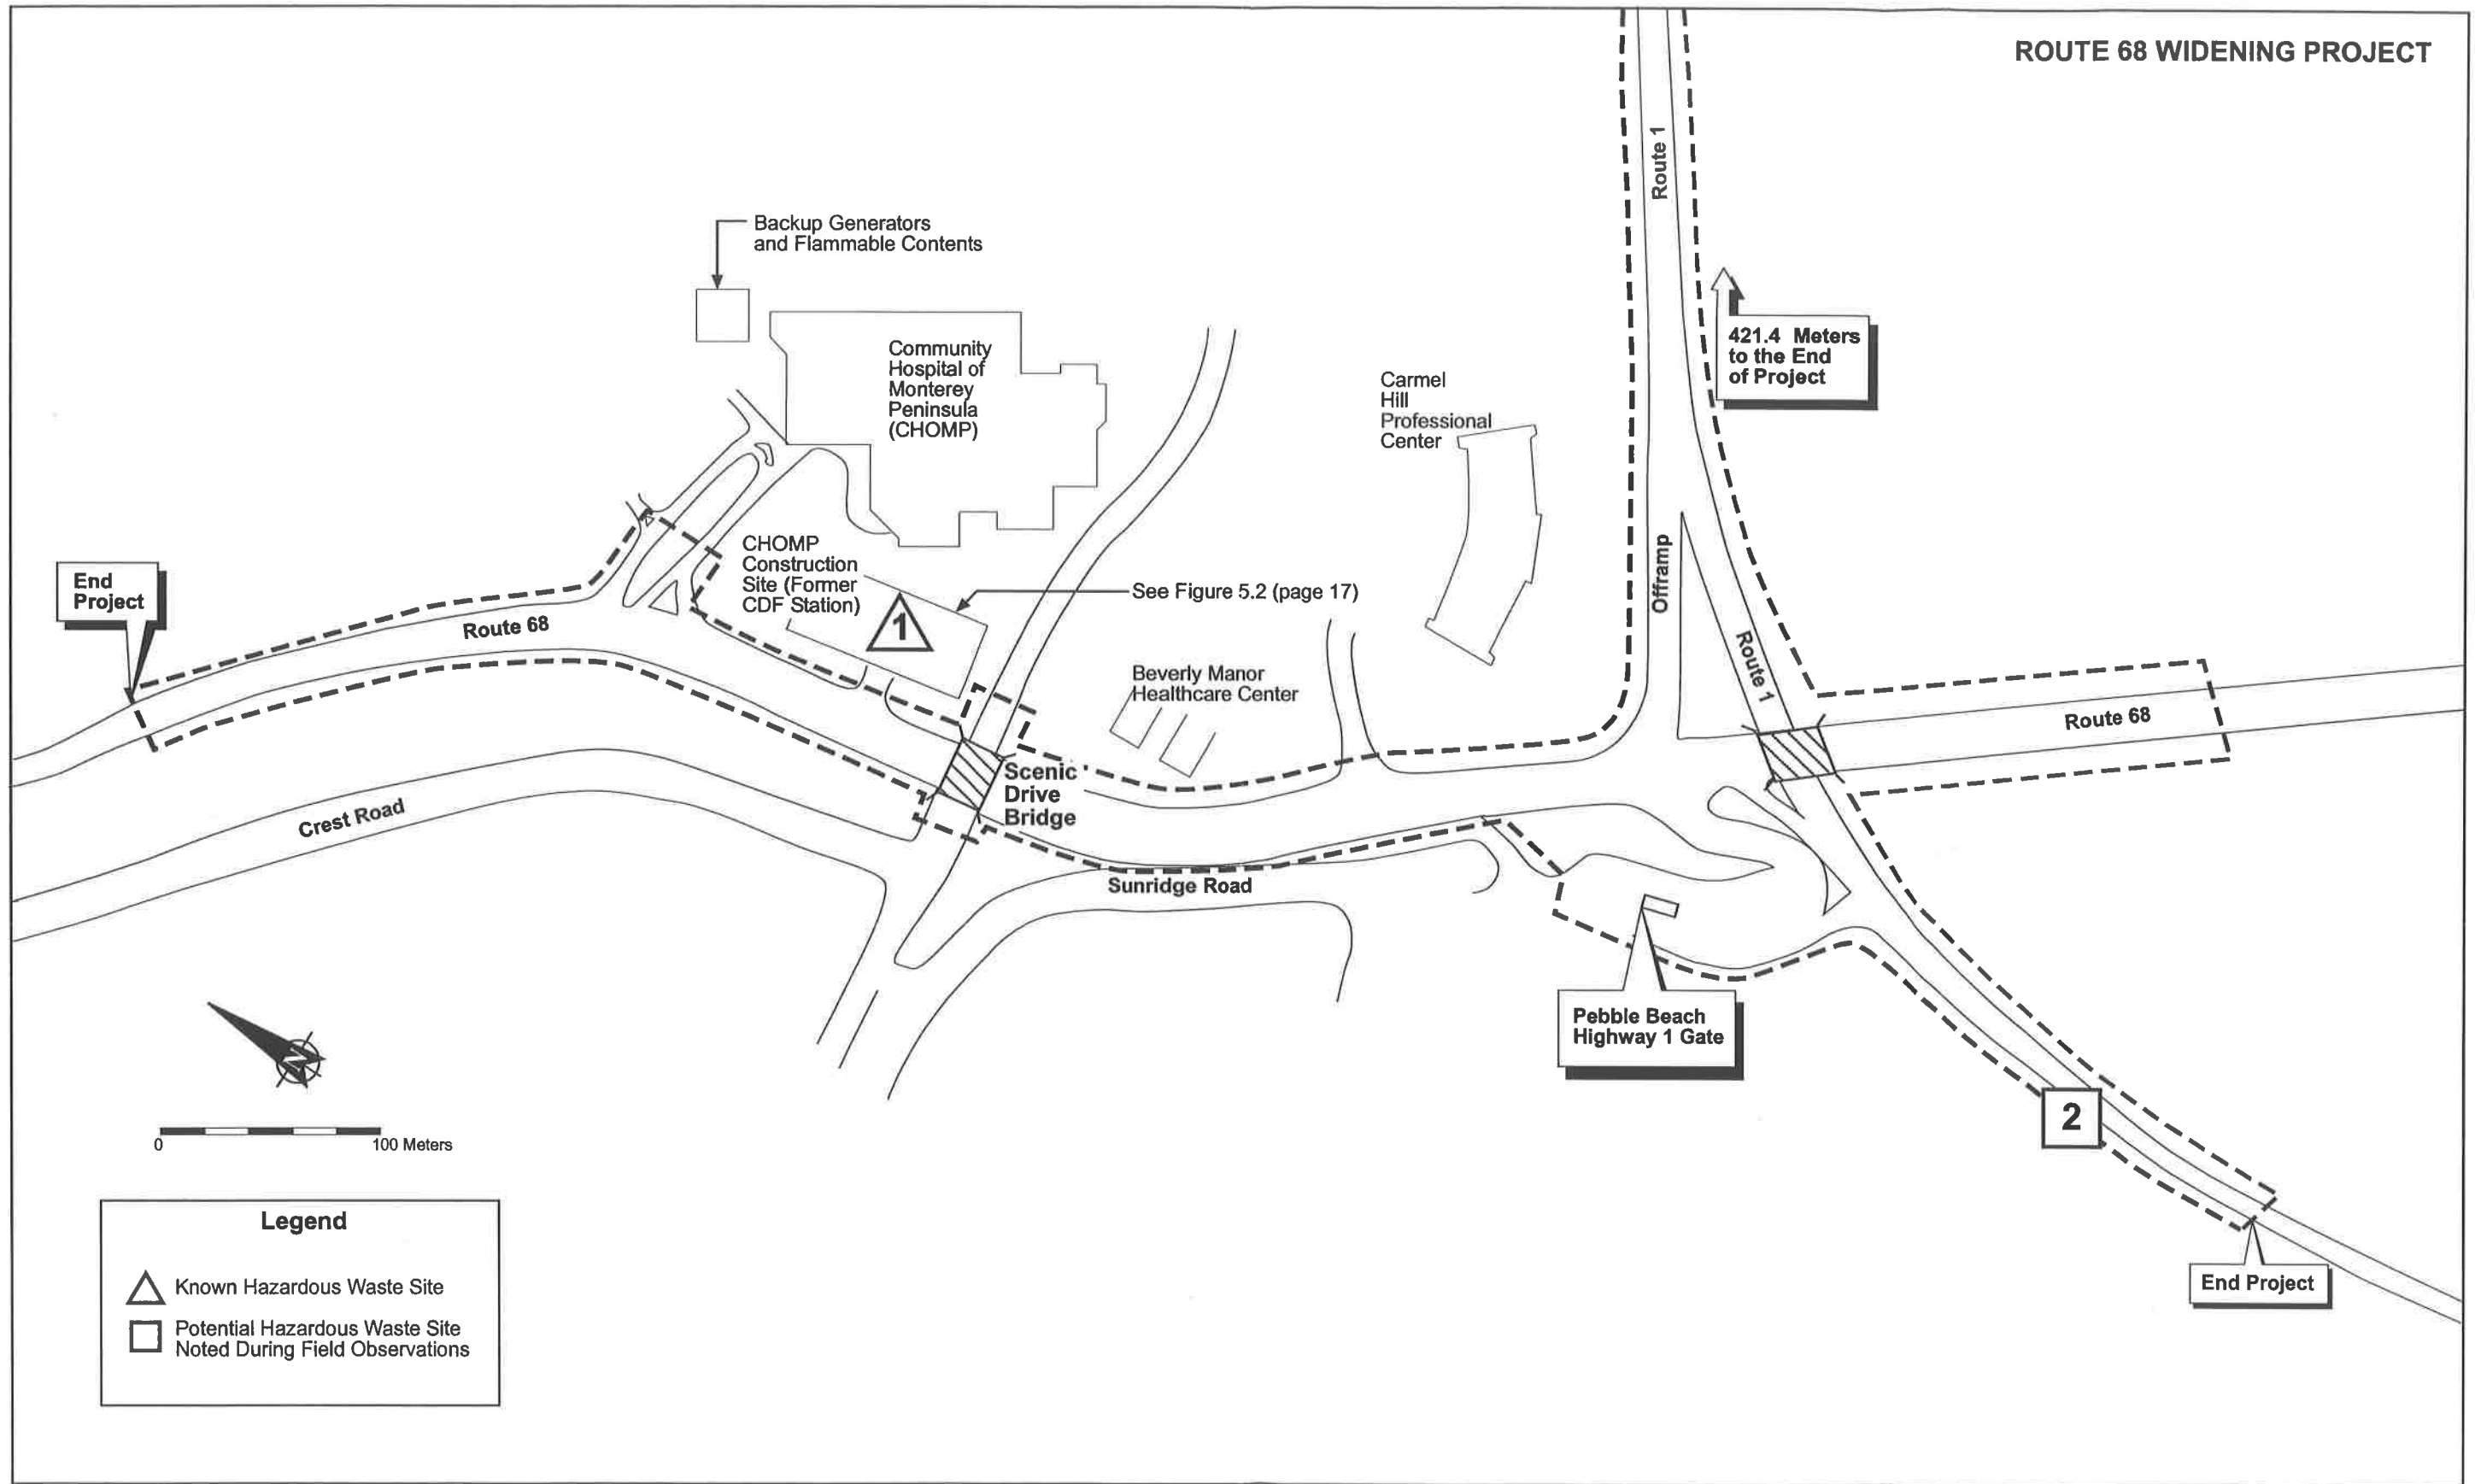 ROUTE 68 WIDENING PROJECT
Route 1
Backup Generators
and Flammable Contents
421.4 Meters
to the End
of Project
Community
Hospital of
Monterey
Peninsula
(CHOMP)
Carmel
Hill
Professional
Center
CHOMP
Construction
Site (Former
CDF Station)
1
See Figure 5.2 (page 17)
Offramp
End
Project
Route 68
Route 1
Beverly Manor
Healthcare Center
Route 68
Scenic
Drive
Bridge
Crest Road
Sunridge Road
Pebble Beach
Highway 1 Gate
N
0
100 Meters
2
End Project
Legend
Known Hazardous Waste Site
Potential Hazardous Waste Site
Noted During Field Observations